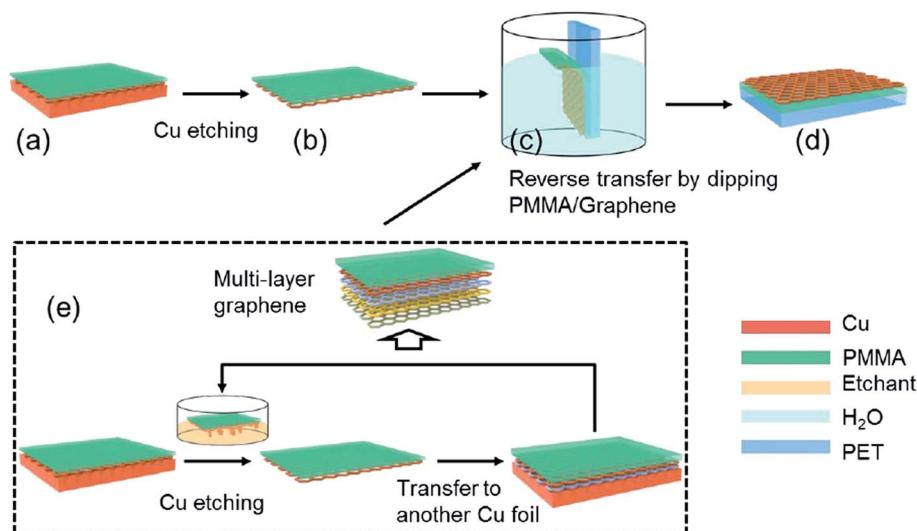 (a)
Cu etching
(b)
(c)
(d)
Reverse transfer by dipping
PMMA/Graphene
(e)
Multi-layer
graphene
Cu etching
Transfer to
another Cu foil
Cu
PMMA
Etchant
H₂O
PET